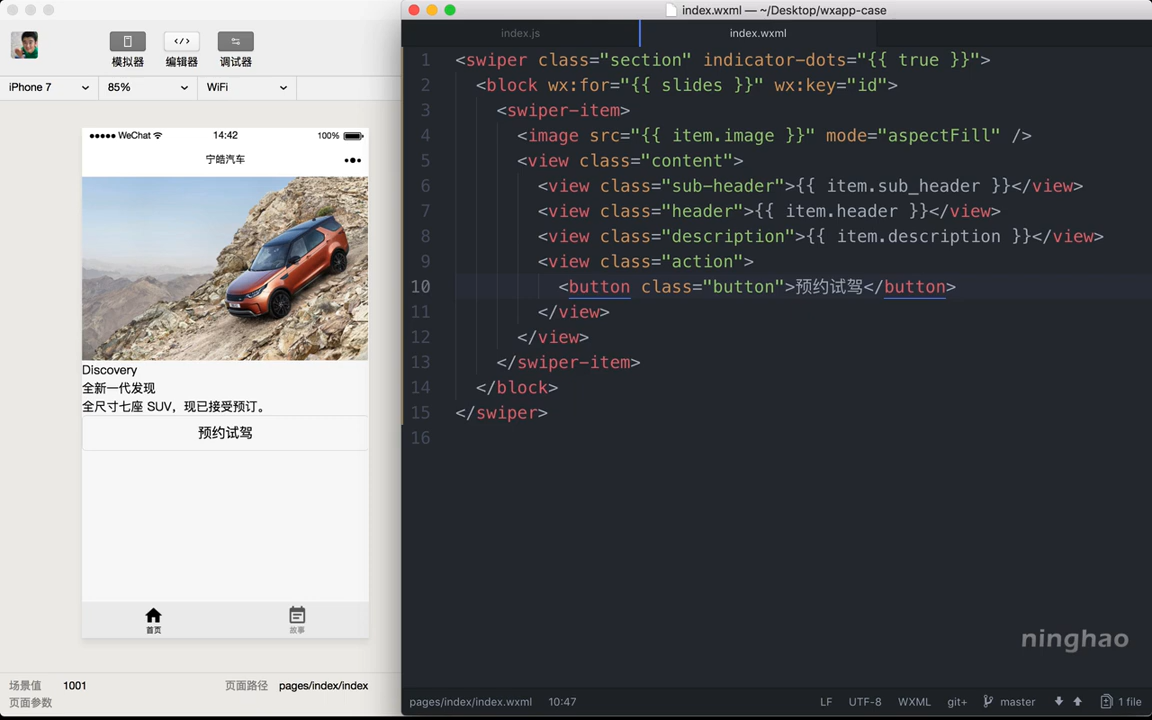 模拟器
编辑器
调试器
iPhone 7
85%
WiFi
●●●●● WeChat
14:42
100%
宁皓汽车
Discovery
全新一代发现
全尺寸七座 SUV，现已接受预订。
预约试驾
首页
故事
场景值 1001
页面路径 pages/index/index
页面参数
index.wxml — ~/Desktop/wxapp-case
index.js
index.wxml
1 <swiper class="section" indicator-dots="{{ true }}">
2 <block wx:for="{{ slides }}" wx:key="id">
3 <swiper-item>
4 <image src="{{ item.image }}" mode="aspectFill" />
5 <view class="content">
6 <view class="sub-header">{{ item.sub_header }}</view>
7 <view class="header">{{ item.header }}</view>
8 <view class="description">{{ item.description }}</view>
9 <view class="action">
10 <button class="button">预约试驾</button>
11 </view>
12 </view>
13 </swiper-item>
14 </block>
15 </swiper>
16
ninghao
pages/index/index.wxml 10:47
LF UTF-8 WXML git+ master 1 file